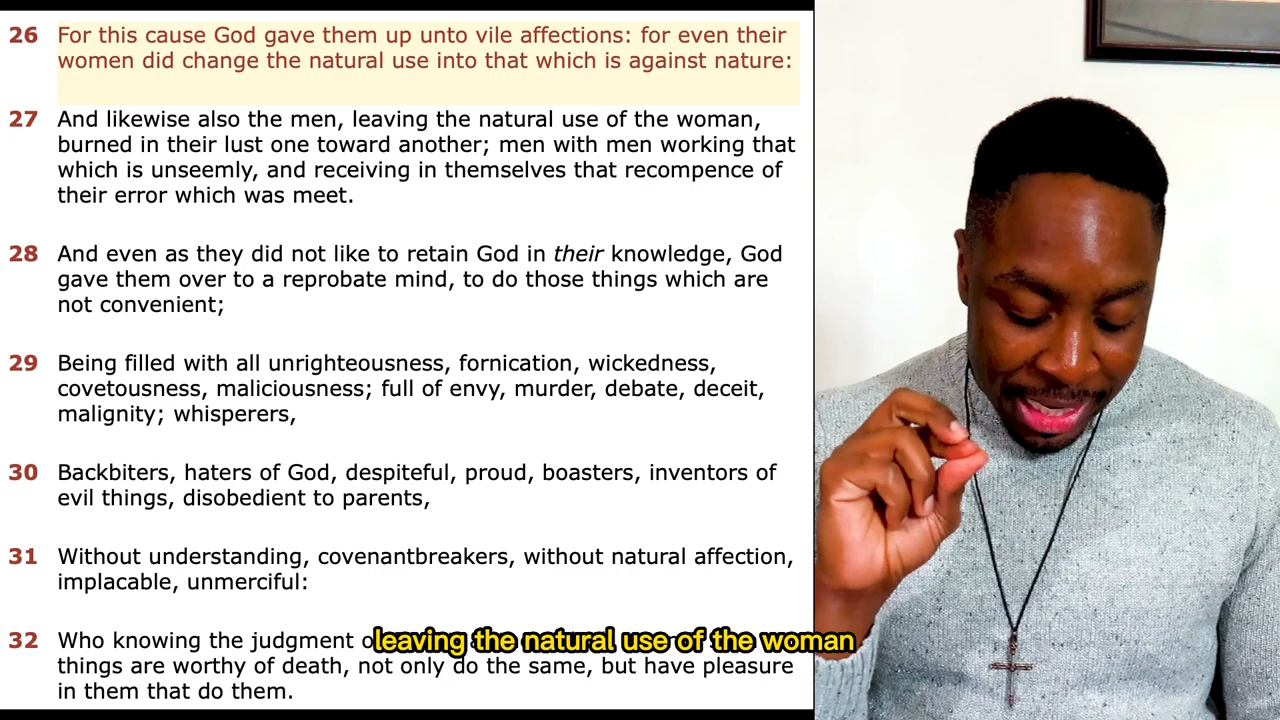 26 For this cause God gave them up unto vile affections: for even their
women did change the natural use into that which is against nature:
27 And likewise also the men, leaving the natural use of the woman,
burned in their lust one toward another; men with men working that
which is unseemly, and receiving in themselves that recompence of
their error which was meet.
28 And even as they did not like to retain God in their knowledge, God
gave them over to a reprobate mind, to do those things which are
not convenient;
29 Being filled with all unrighteousness, fornication, wickedness,
covetousness, maliciousness; full of envy, murder, debate, deceit,
malignity; whisperers,
30 Backbiters, haters of God, despiteful, proud, boasters, inventors of
evil things, disobedient to parents,
31 Without understanding, covenantbreakers, without natural affection,
implacable, unmerciful:
32 Who knowing the judgment
leaving the natural use of the woman
things are worthy of death, not only do the same, but have pleasure
in them that do them.